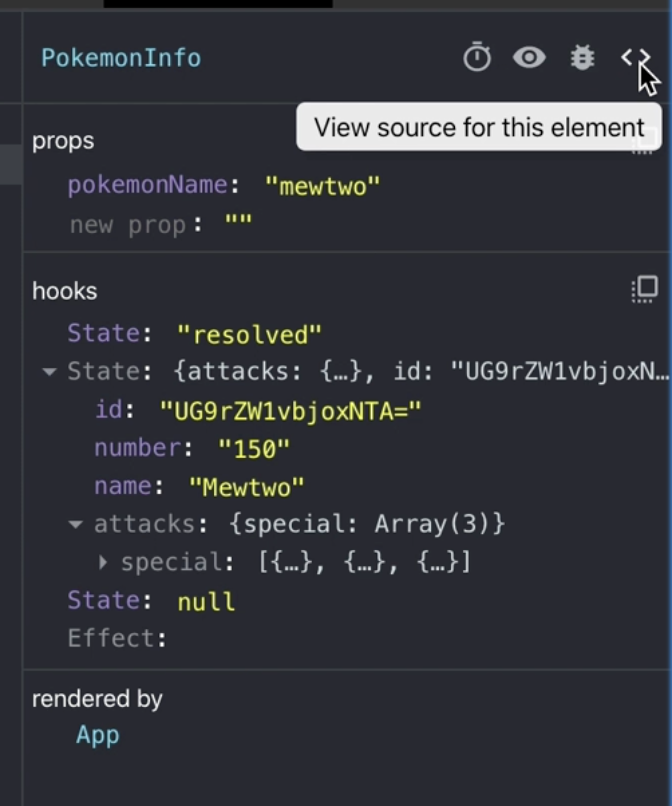 PokemonInfo
View source for this element
props
pokemonName: "mewtwo"
new prop: ""
hooks
State: "resolved"
State: {attacks: {…}, id: "UG9rZW1vbjoxN…
id: "UG9rZW1vbjoxNTA="
number: "150"
name: "Mewtwo"
attacks: {special: Array(3)}
special: [{…}, {…}, {…}]
State: null
Effect:
rendered by
App